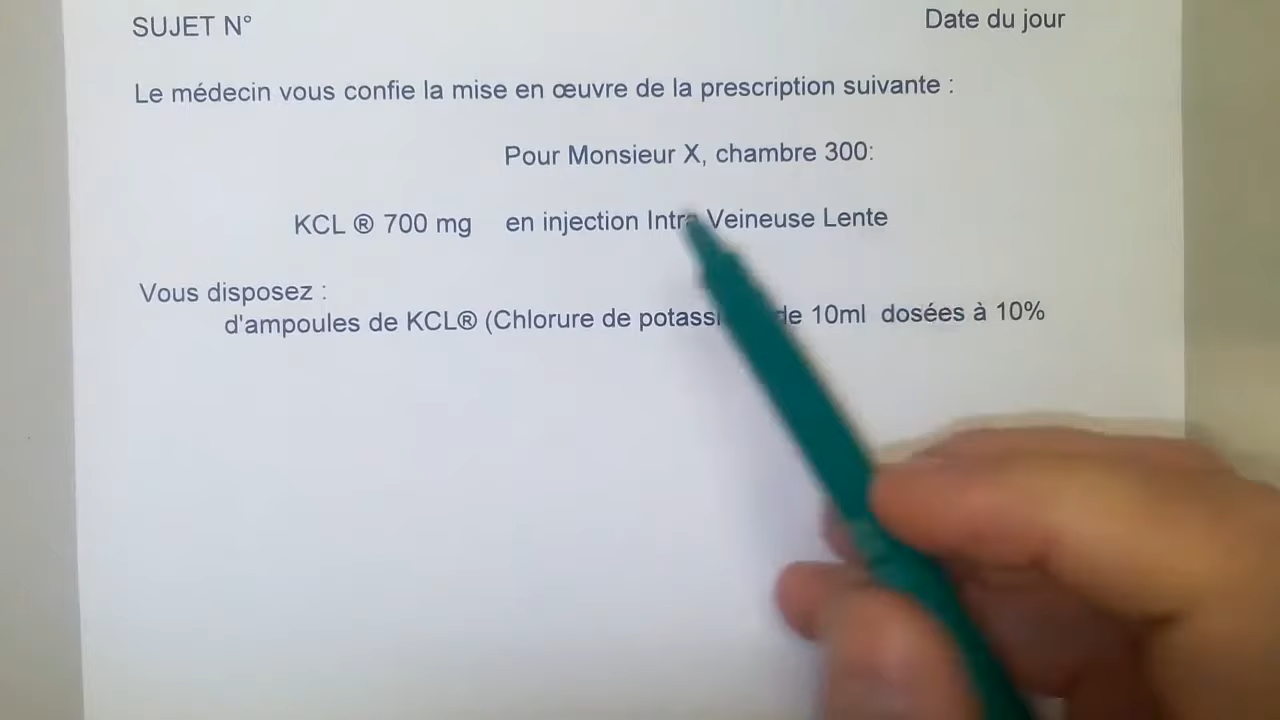 SUJET N°
Date du jour
Le médecin vous confie la mise en œuvre de la prescription suivante :
Pour Monsieur X, chambre 300:
KCL ® 700 mg en injection Intra Veineuse Lente
Vous disposez :
d'ampoules de KCL® (Chlorure de de 10ml dosées à 10%